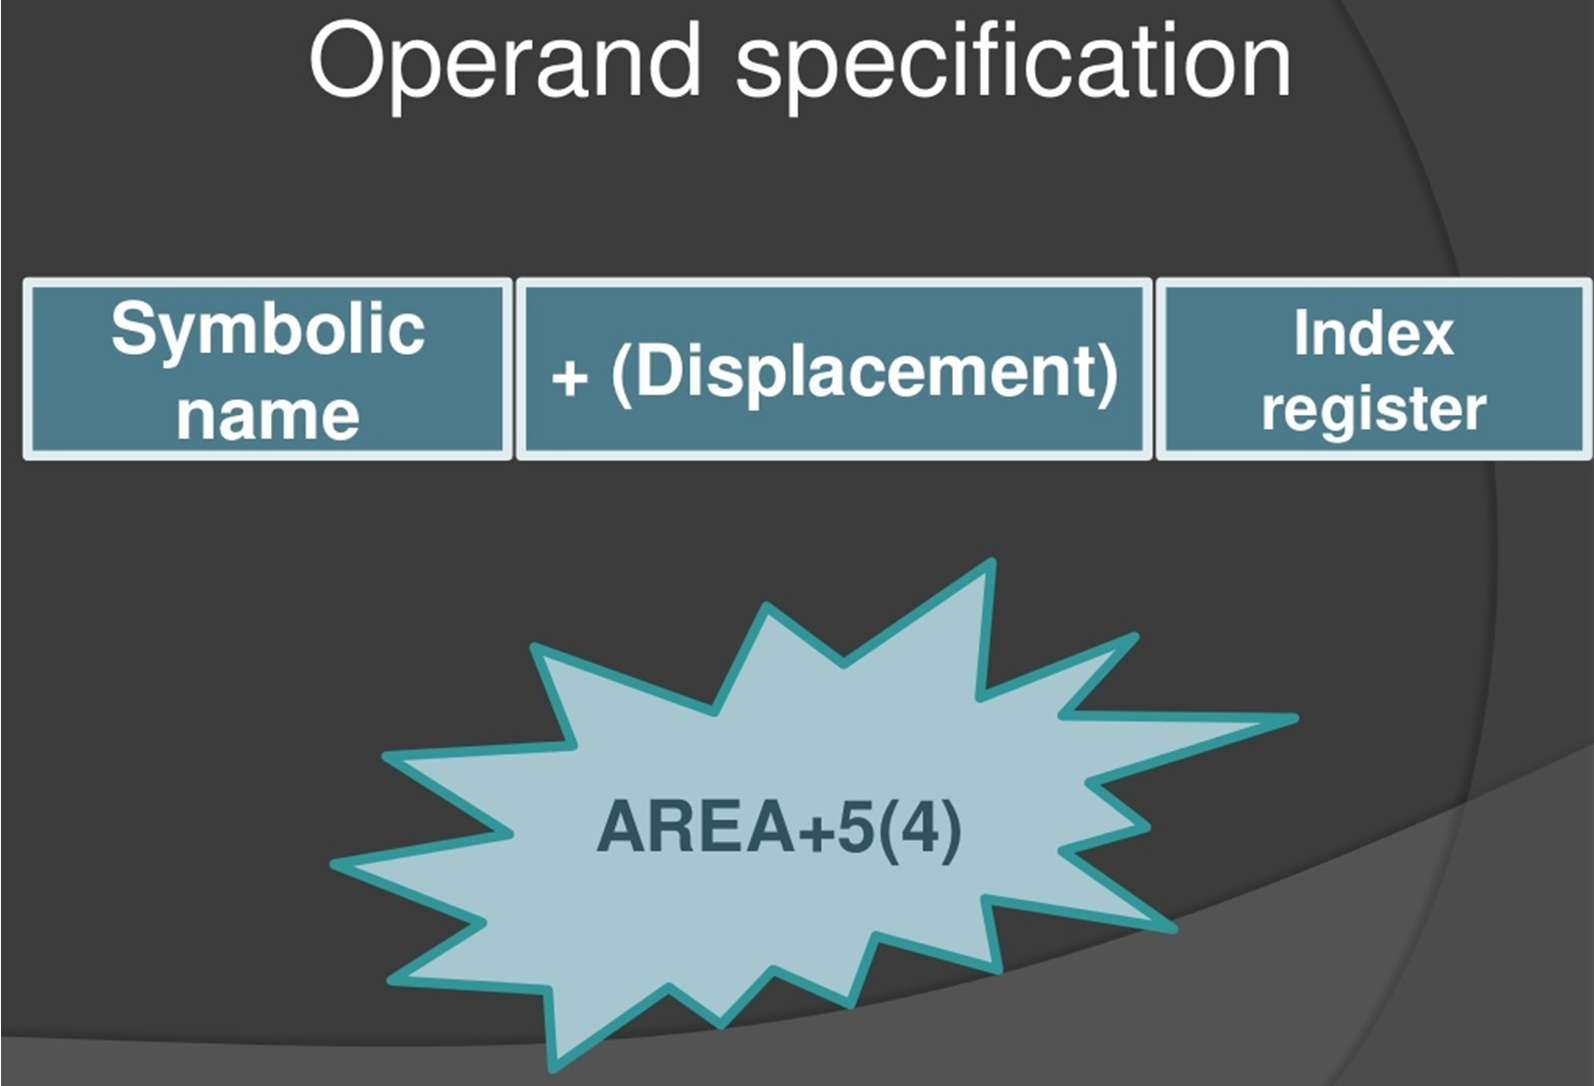 Operand specification
Symbolic
name
+ (Displacement)
Index
register
AREA+5(4)